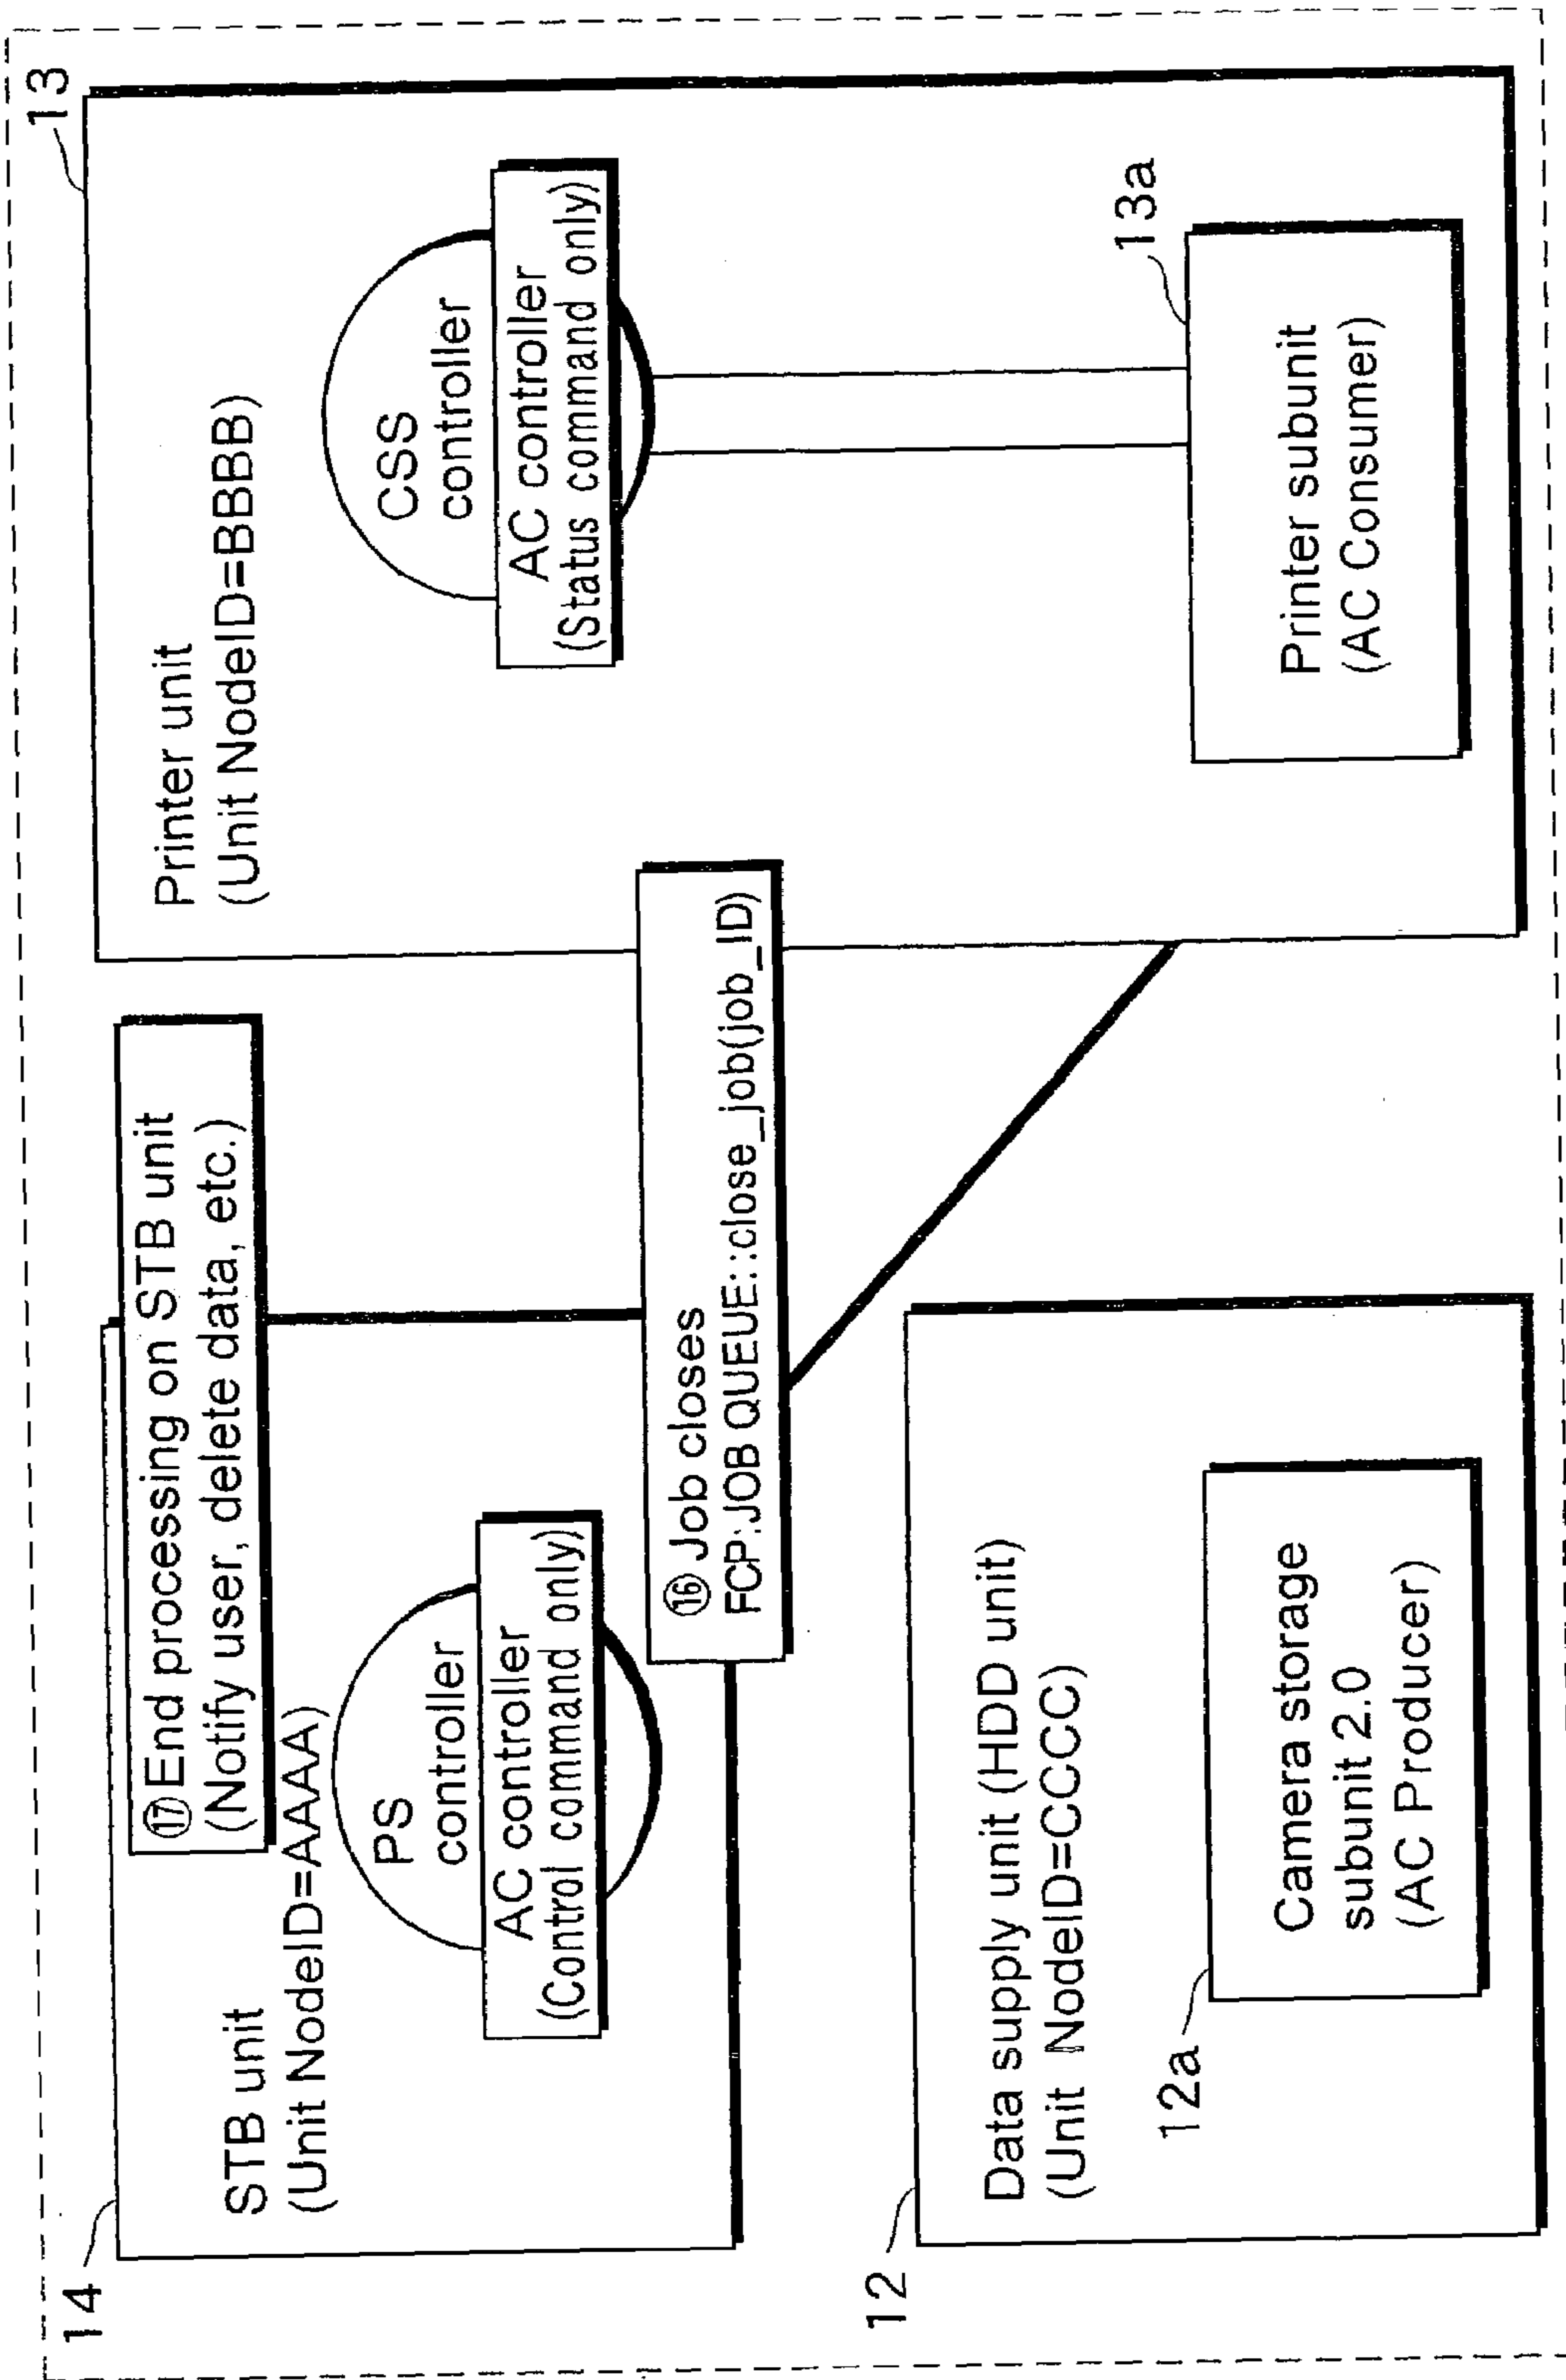 14
⑰End processing on STB unit
(Notify user, delete data, etc.)
STB unit
(Unit NodeID=AAAA)
PS
controller
AC controller
(Control command only)
⑯Job closes
FCP:JOB QUEUE::close_job(job_ID)
13
Printer unit
(Unit NodeID=BBBB)
CSS
controller
AC controller
(Status command only)
13a
Printer subunit
(AC Consumer)
12
Data supply unit (HDD unit)
(Unit NodeID=CCCC)
12a
Camera storage
subunit 2.0
(AC Producer)